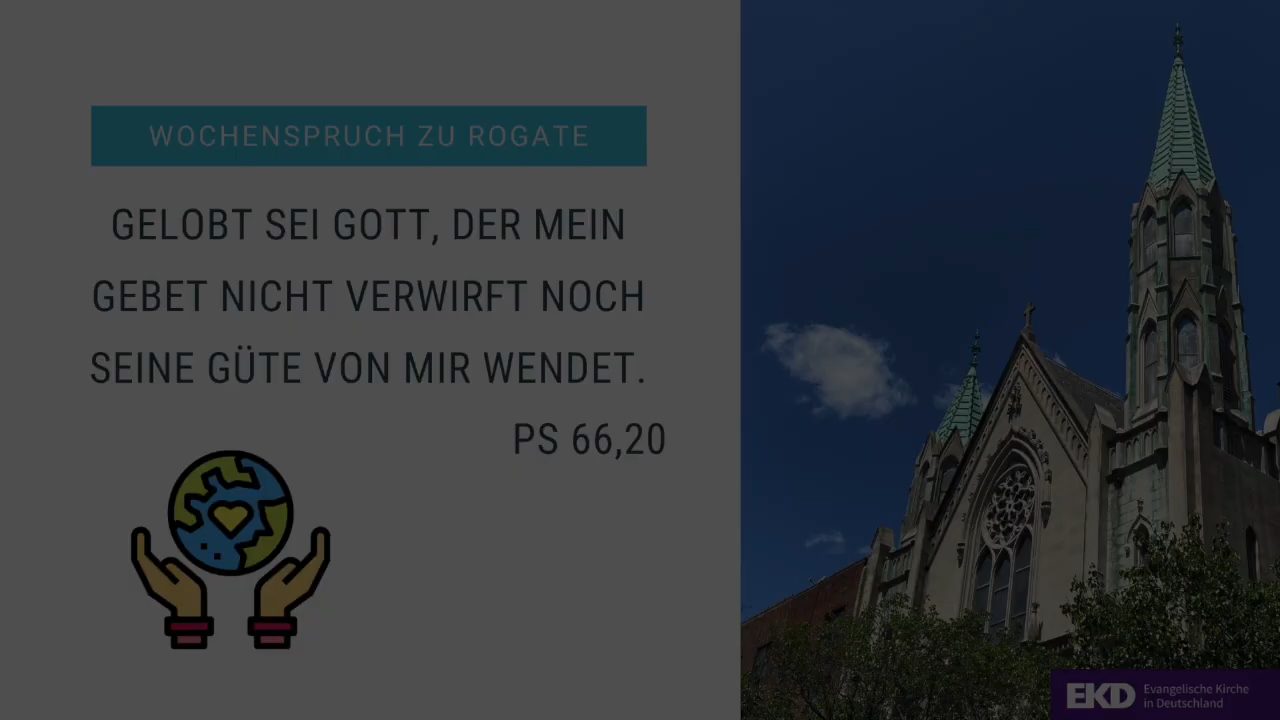 WOCHENSPRUCH ZU ROGATE
GELOBT SEI GOTT, DER MEIN
GEBET NICHT VERWIRFT NOCH
SEINE GÜTE VON MIR WENDET.
PS 66,20
EKD Evangelische Kirche
in Deutschland